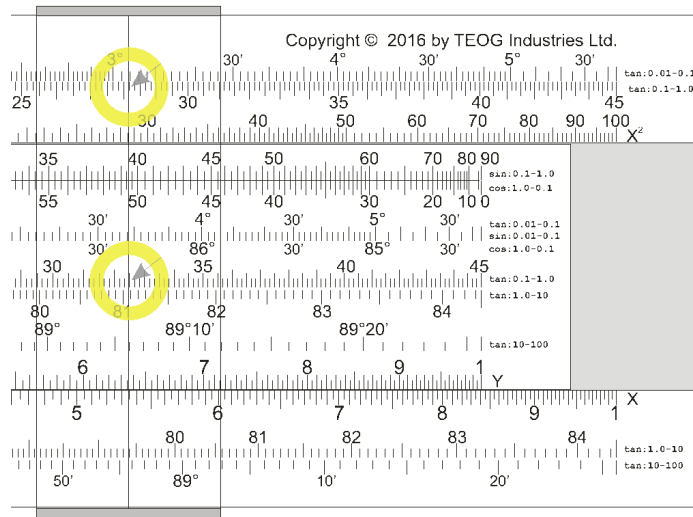 Copyright © 2016 by TEOG Industries Ltd.
3° 30' 4° 30' 5° 30' tan:0.01-0.1
25 30 35 40 45 tan:0.1-1.0
30 40 50 60 70 80 90 100 X²
35 40 45 50 60 70 80 90 sin:0.1-1.0
55 50 45 40 30 20 10 0 cos:1.0-0.1
30' 4° 30' 5° tan:0.01-0.1
sin:0.01-0.1
30' 86° 30' 85° 30' cos:1.0-0.1
30 35 40 45 tan:0.1-1.0
80 81 82 83 84 tan:1.0-10
89° 89°10' 89°20' tan:10-100
6 7 8 9 1 Y
5 6 7 8 9 1 X
80 81 82 83 84 tan:1.0-10
50' 89° 10' 20' tan:10-100